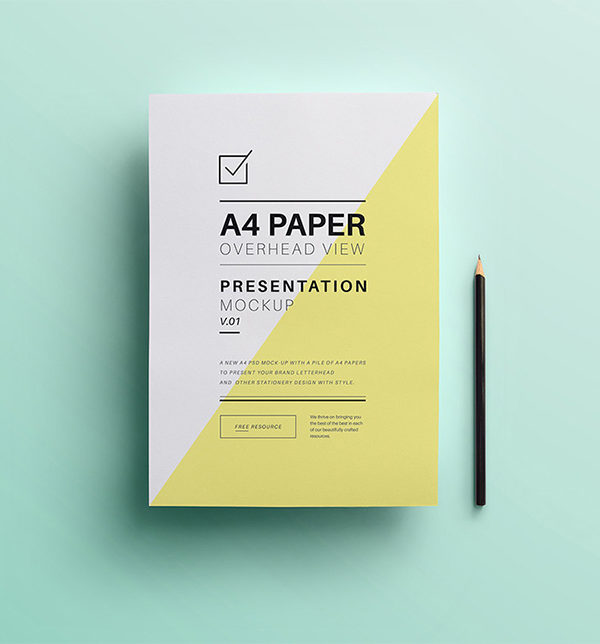 A4 PAPER
OVERHEAD VIEW
PRESENTATION
MOCKUP
V.01
A NEW A4 PSD MOCK-UP WITH A PILE OF A4 PAPERS
TO PRESENT YOUR BRAND LETTERHEAD
AND OTHER STATIONERY DESIGN WITH STYLE.
FREE RESOURCE
We thrive on bringing you
the best of the best in each
of our beautifully crafted
resources.